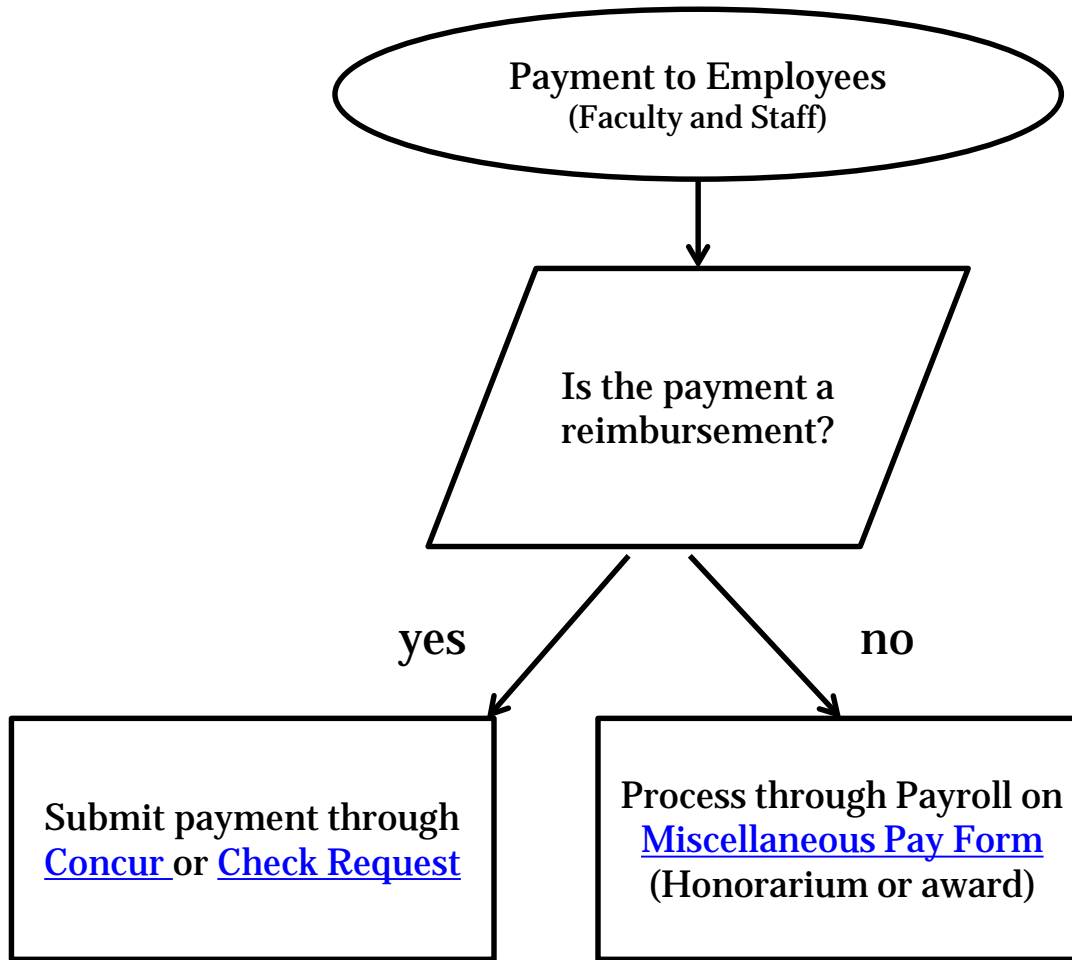 Payment to Employees
(Faculty and Staff)
Is the payment a
reimbursement?
yes
no
Submit payment through
Concur or Check Request
Process through Payroll on
Miscellaneous Pay Form
(Honorarium or award)